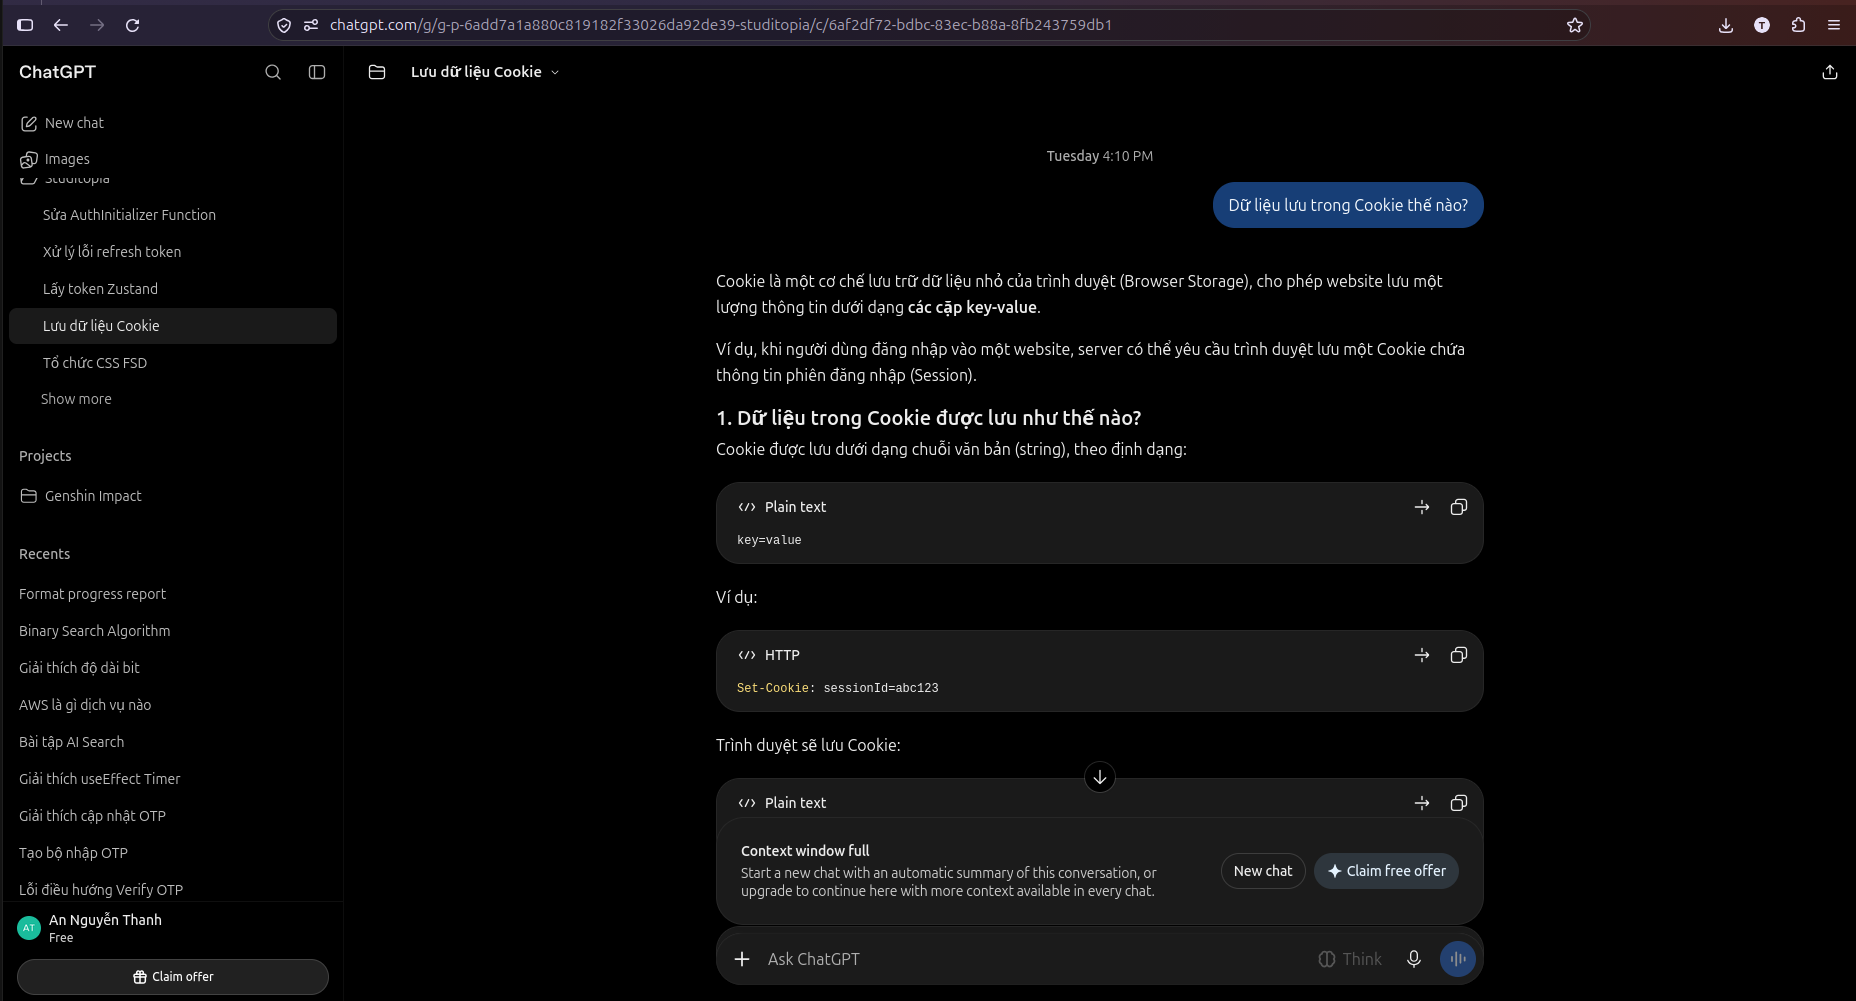 chatgpt.com/g/g-p-6add7a1a880c819182f33026da92de39-studitopia/c/6af2df72-bdbc-83ec-b88a-8fb243759db1
T
ChatGPT
Lưu dữ liệu Cookie
New chat
Images
Studitopia
Sửa AuthInitializer Function
Xử lý lỗi refresh token
Lấy token Zustand
Lưu dữ liệu Cookie
Tổ chức CSS FSD
Show more
Projects
Genshin Impact
Recents
Format progress report
Binary Search Algorithm
Giải thích độ dài bit
AWS là gì dịch vụ nào
Bài tập AI Search
Giải thích useEffect Timer
Giải thích cập nhật OTP
Tạo bộ nhập OTP
Lỗi điều hướng Verify OTP
AT
An Nguyễn Thanh
Free
Claim offer
Tuesday 4:10 PM
Dữ liệu lưu trong Cookie thế nào?
Cookie là một cơ chế lưu trữ dữ liệu nhỏ của trình duyệt (Browser Storage), cho phép website lưu một
lượng thông tin dưới dạng các cặp key-value.
Ví dụ, khi người dùng đăng nhập vào một website, server có thể yêu cầu trình duyệt lưu một Cookie chứa
thông tin phiên đăng nhập (Session).
1. Dữ liệu trong Cookie được lưu như thế nào?
Cookie được lưu dưới dạng chuỗi văn bản (string), theo định dạng:
Plain text
key=value
Ví dụ:
HTTP
Set-Cookie: sessionId=abc123
Trình duyệt sẽ lưu Cookie:
Plain text
Context window full
Start a new chat with an automatic summary of this conversation, or
upgrade to continue here with more context available in every chat.
New chat
Claim free offer
Ask ChatGPT
Think